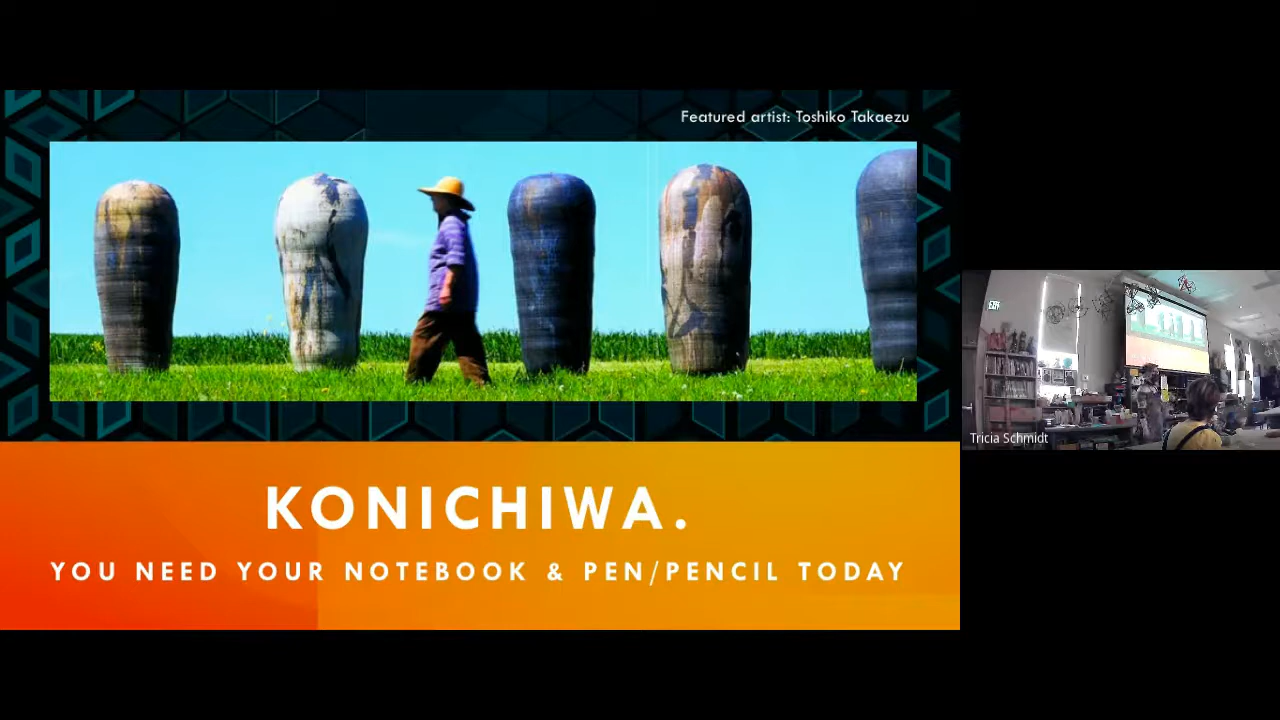 Featured artist: Toshiko Takaezu
KONICHIWA.
YOU NEED YOUR NOTEBOOK & PEN/PENCIL TODAY
Tricia Schmidt